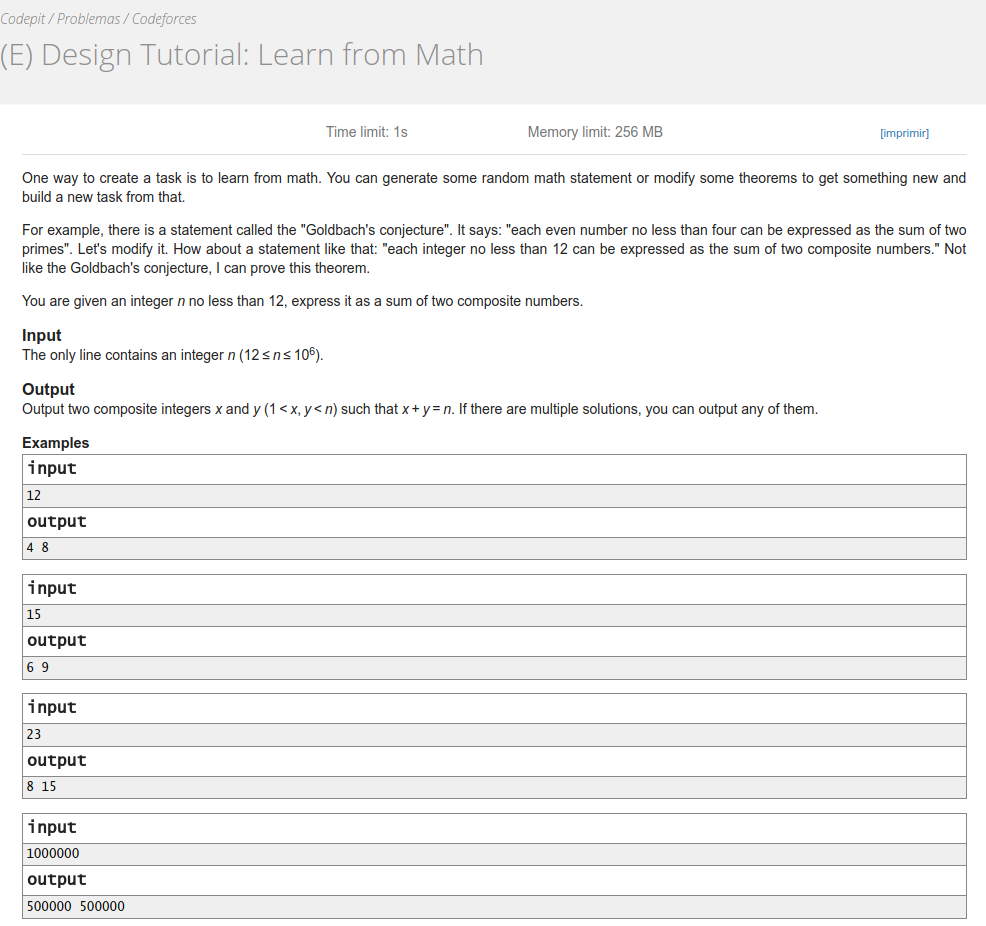 Codepit / Problemas / Codeforces
(E) Design Tutorial: Learn from Math
Time limit: 1s Memory limit: 256 MB [imprimir]
One way to create a task is to learn from math. You can generate some random math statement or modify some theorems to get something new and
build a new task from that.
For example, there is a statement called the "Goldbach's conjecture". It says: "each even number no less than four can be expressed as the sum of two
primes". Let's modify it. How about a statement like that: "each integer no less than 12 can be expressed as the sum of two composite numbers." Not
like the Goldbach's conjecture, I can prove this theorem.
You are given an integer n no less than 12, express it as a sum of two composite numbers.
Input
The only line contains an integer n (12 ≤ n ≤ 10⁶).
Output
Output two composite integers x and y (1 < x, y < n) such that x + y = n. If there are multiple solutions, you can output any of them.
Examples
input
12
output
4 8
input
15
output
6 9
input
23
output
8 15
input
1000000
output
500000 500000